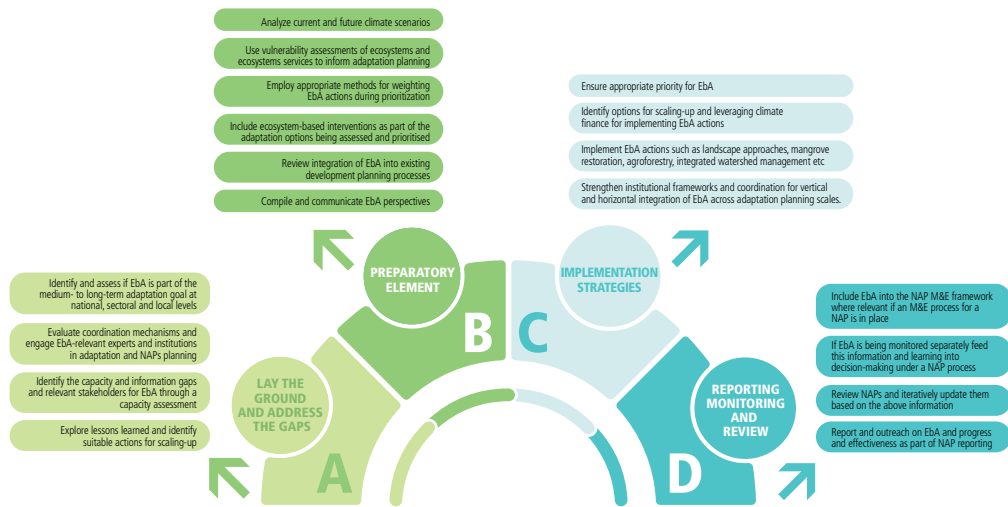 Identify and assess if EbA is part of the
medium- to long-term adaptation goal at
national, sectoral and local levels
Evaluate coordination mechanisms and
engage EbA-relevant experts and institutions
in adaptation and NAPs planning
Identify the capacity and information gaps
and relevant stakeholders for EbA through a
capacity assessment
Explore lessons learned and identify
suitable actions for scaling-up
LAY THE
GROUND
AND ADDRESS
THE GAPS
A
Analyze current and future climate scenarios
Use vulnerability assessments of ecosystems and
ecosystems services to inform adaptation planning
Employ appropriate methods for weighting
EbA actions during prioritization
Include ecosystem-based interventions as part of the
adaptation options being assessed and prioritised
Review integration of EbA into existing
development planning processes
Compile and communicate EbA perspectives
PREPARATORY
ELEMENT
B
Ensure appropriate priority for EbA
Identify options for scaling-up and leveraging climate
finance for implementing EbA actions
Implement EbA actions such as landscape approaches, mangrove
restoration, agroforestry, integrated watershed management etc
Strengthen institutional frameworks and coordination for vertical
and horizontal integration of EbA across adaptation planning scales.
IMPLEMENTATION
STRATEGIES
C
Include EbA into the NAP M&E framework
where relevant if an M&E process for a
NAP is in place
If EbA is being monitored separately feed
this information and learning into
decision-making under a NAP process
Review NAPs and iteratively update them
based on the above information
Report and outreach on EbA and progress
and effectiveness as part of NAP reporting
REPORTING
MONITORING
AND
REVIEW
D